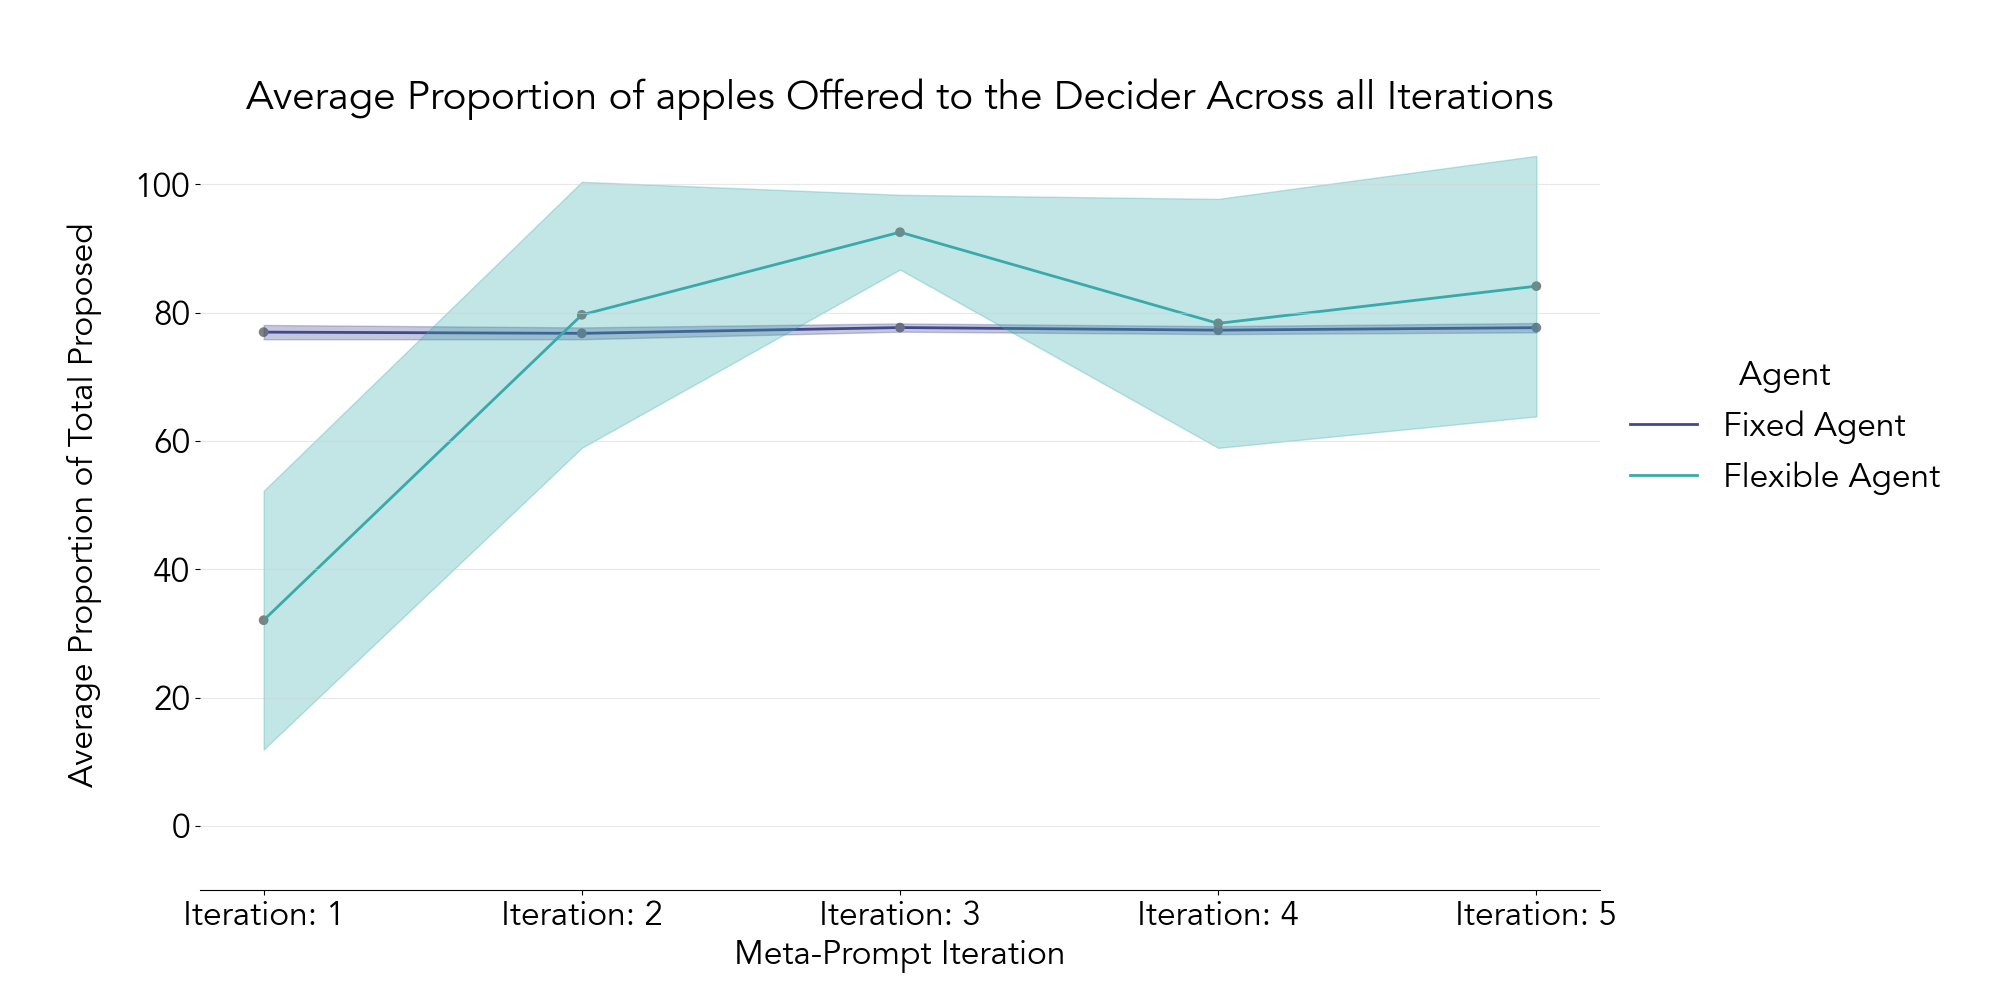 Average Proportion of apples Offered to the Decider Across all Iterations
Average Proportion of Total Proposed
100
80
60
40
20
0
Iteration: 1
Iteration: 2
Iteration: 3
Iteration: 4
Iteration: 5
Meta-Prompt Iteration
Agent
Fixed Agent
Flexible Agent